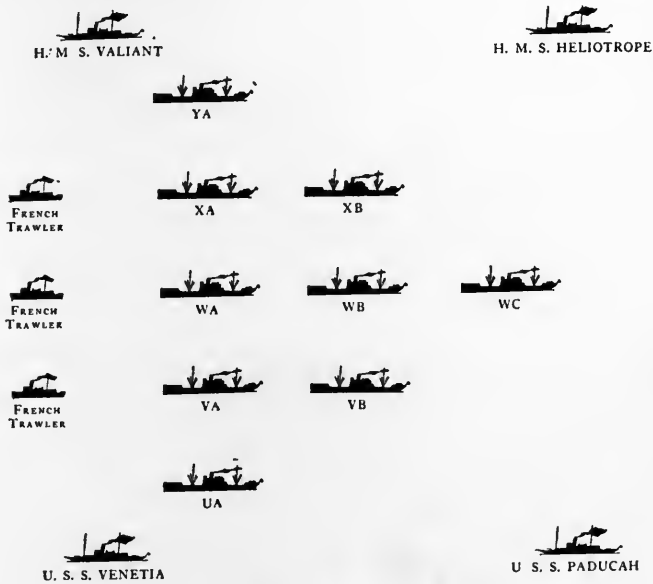 H. M S. VALIANT
H. M. S. HELIOTROPE
YA
FRENCH
TRAWLER
XA
XB
FRENCH
TRAWLER
WA
WB
WC
FRENCH
TRAWLER
VA
VB
UA
U. S. S. VENETIA
U S S. PADUCAH